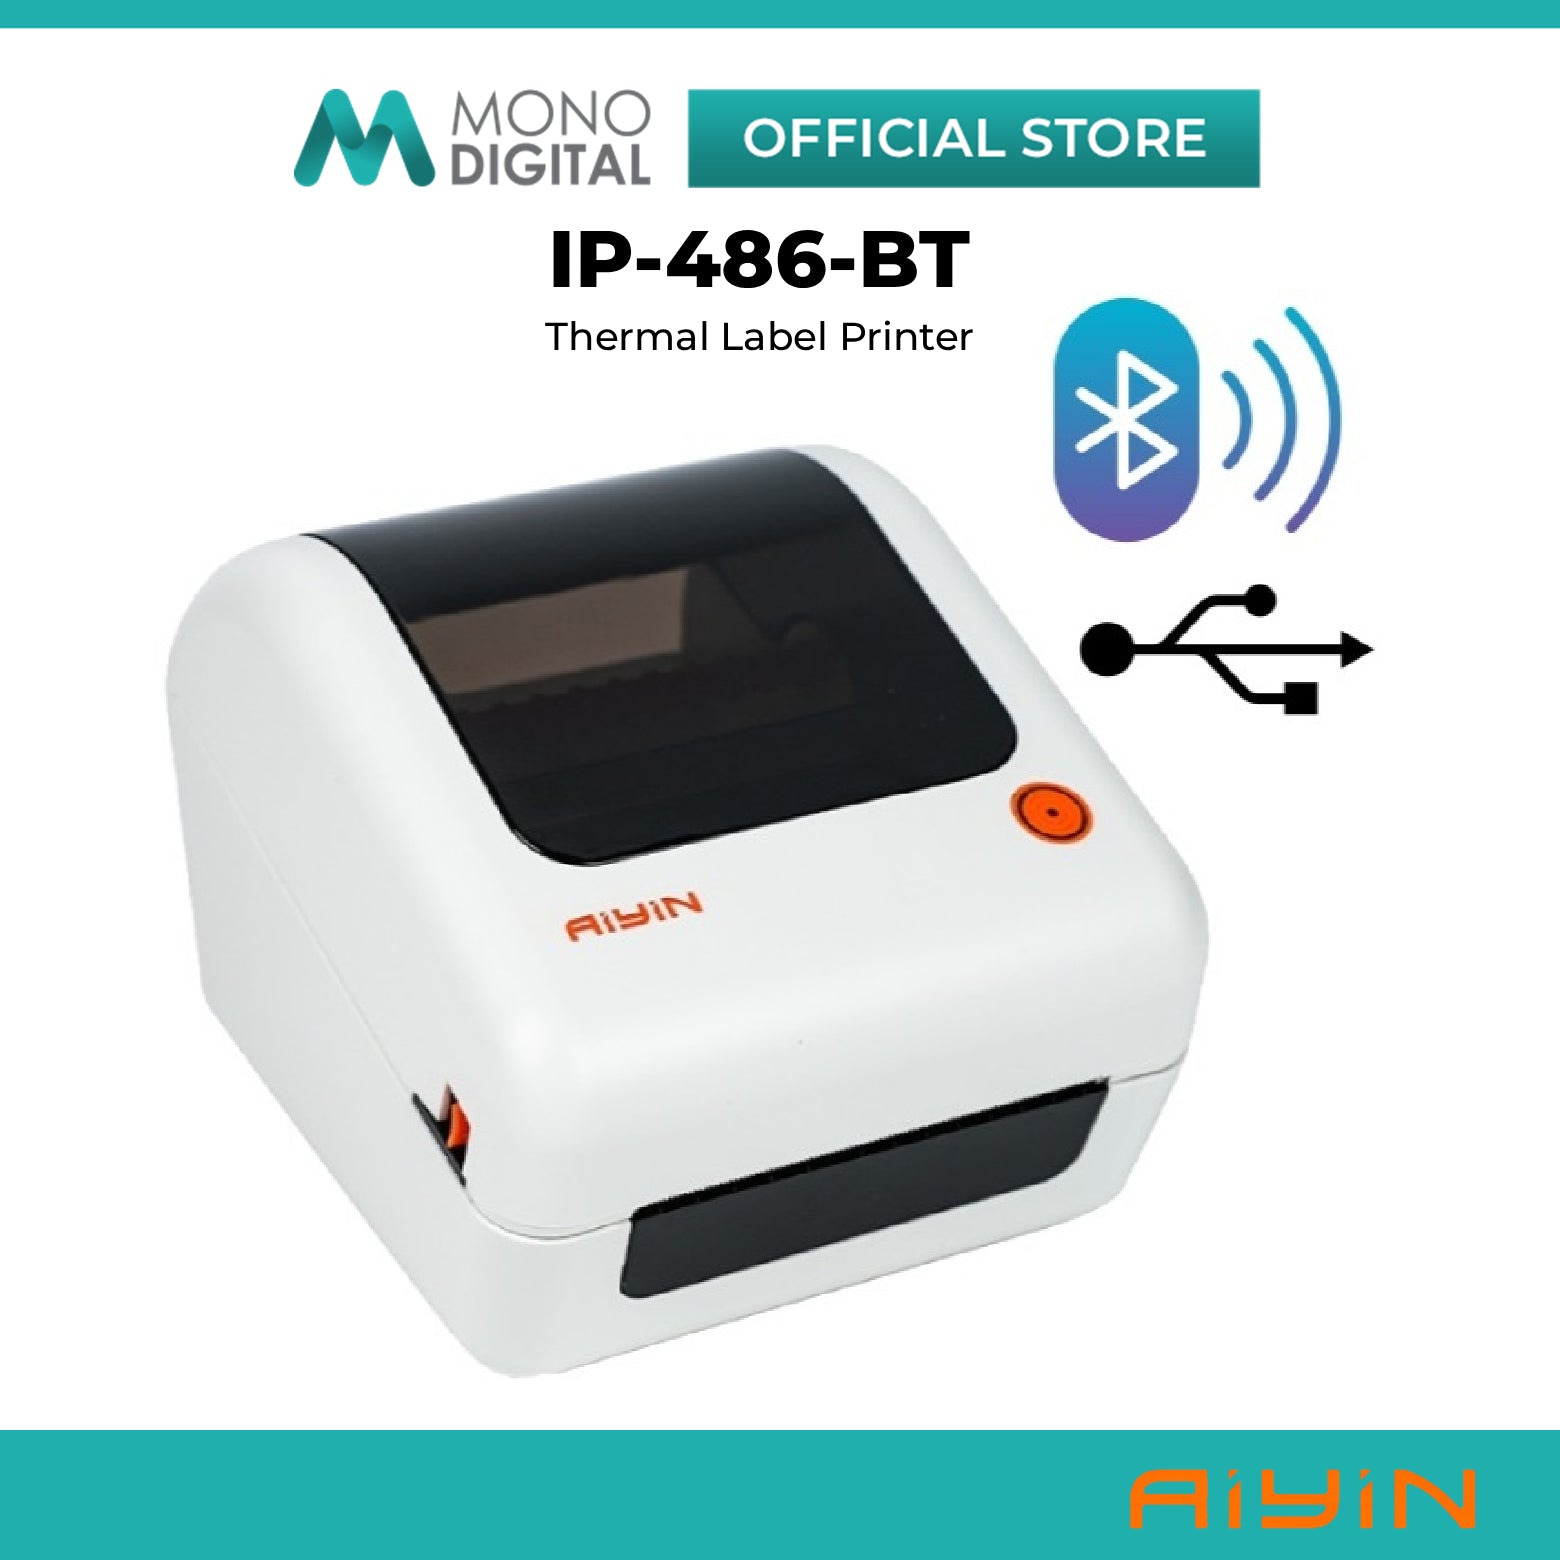 MONO
DIGITAL
OFFICIAL STORE
IP-486-BT
Thermal Label Printer
AiYiN
AiYiN